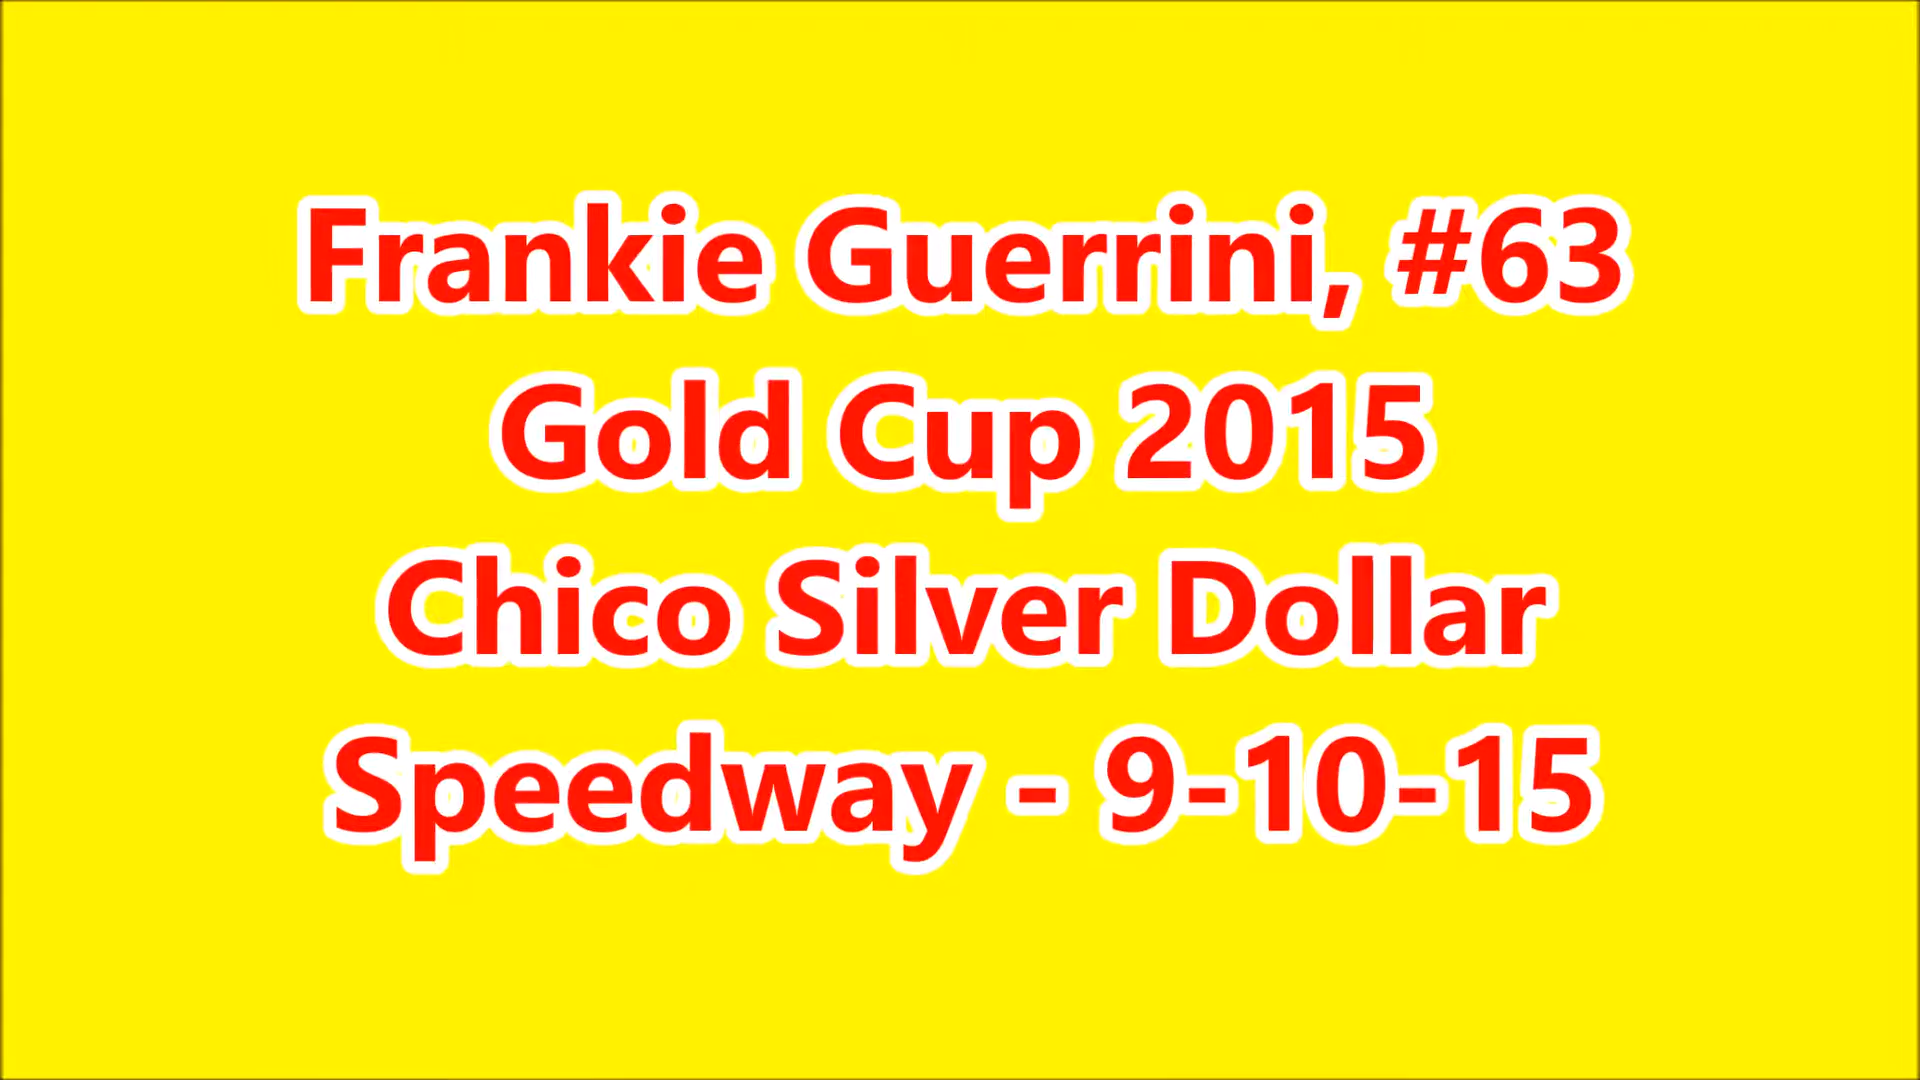 Frankie Guerrini, #63
Gold Cup 2015
Chico Silver Dollar
Speedway - 9-10-15